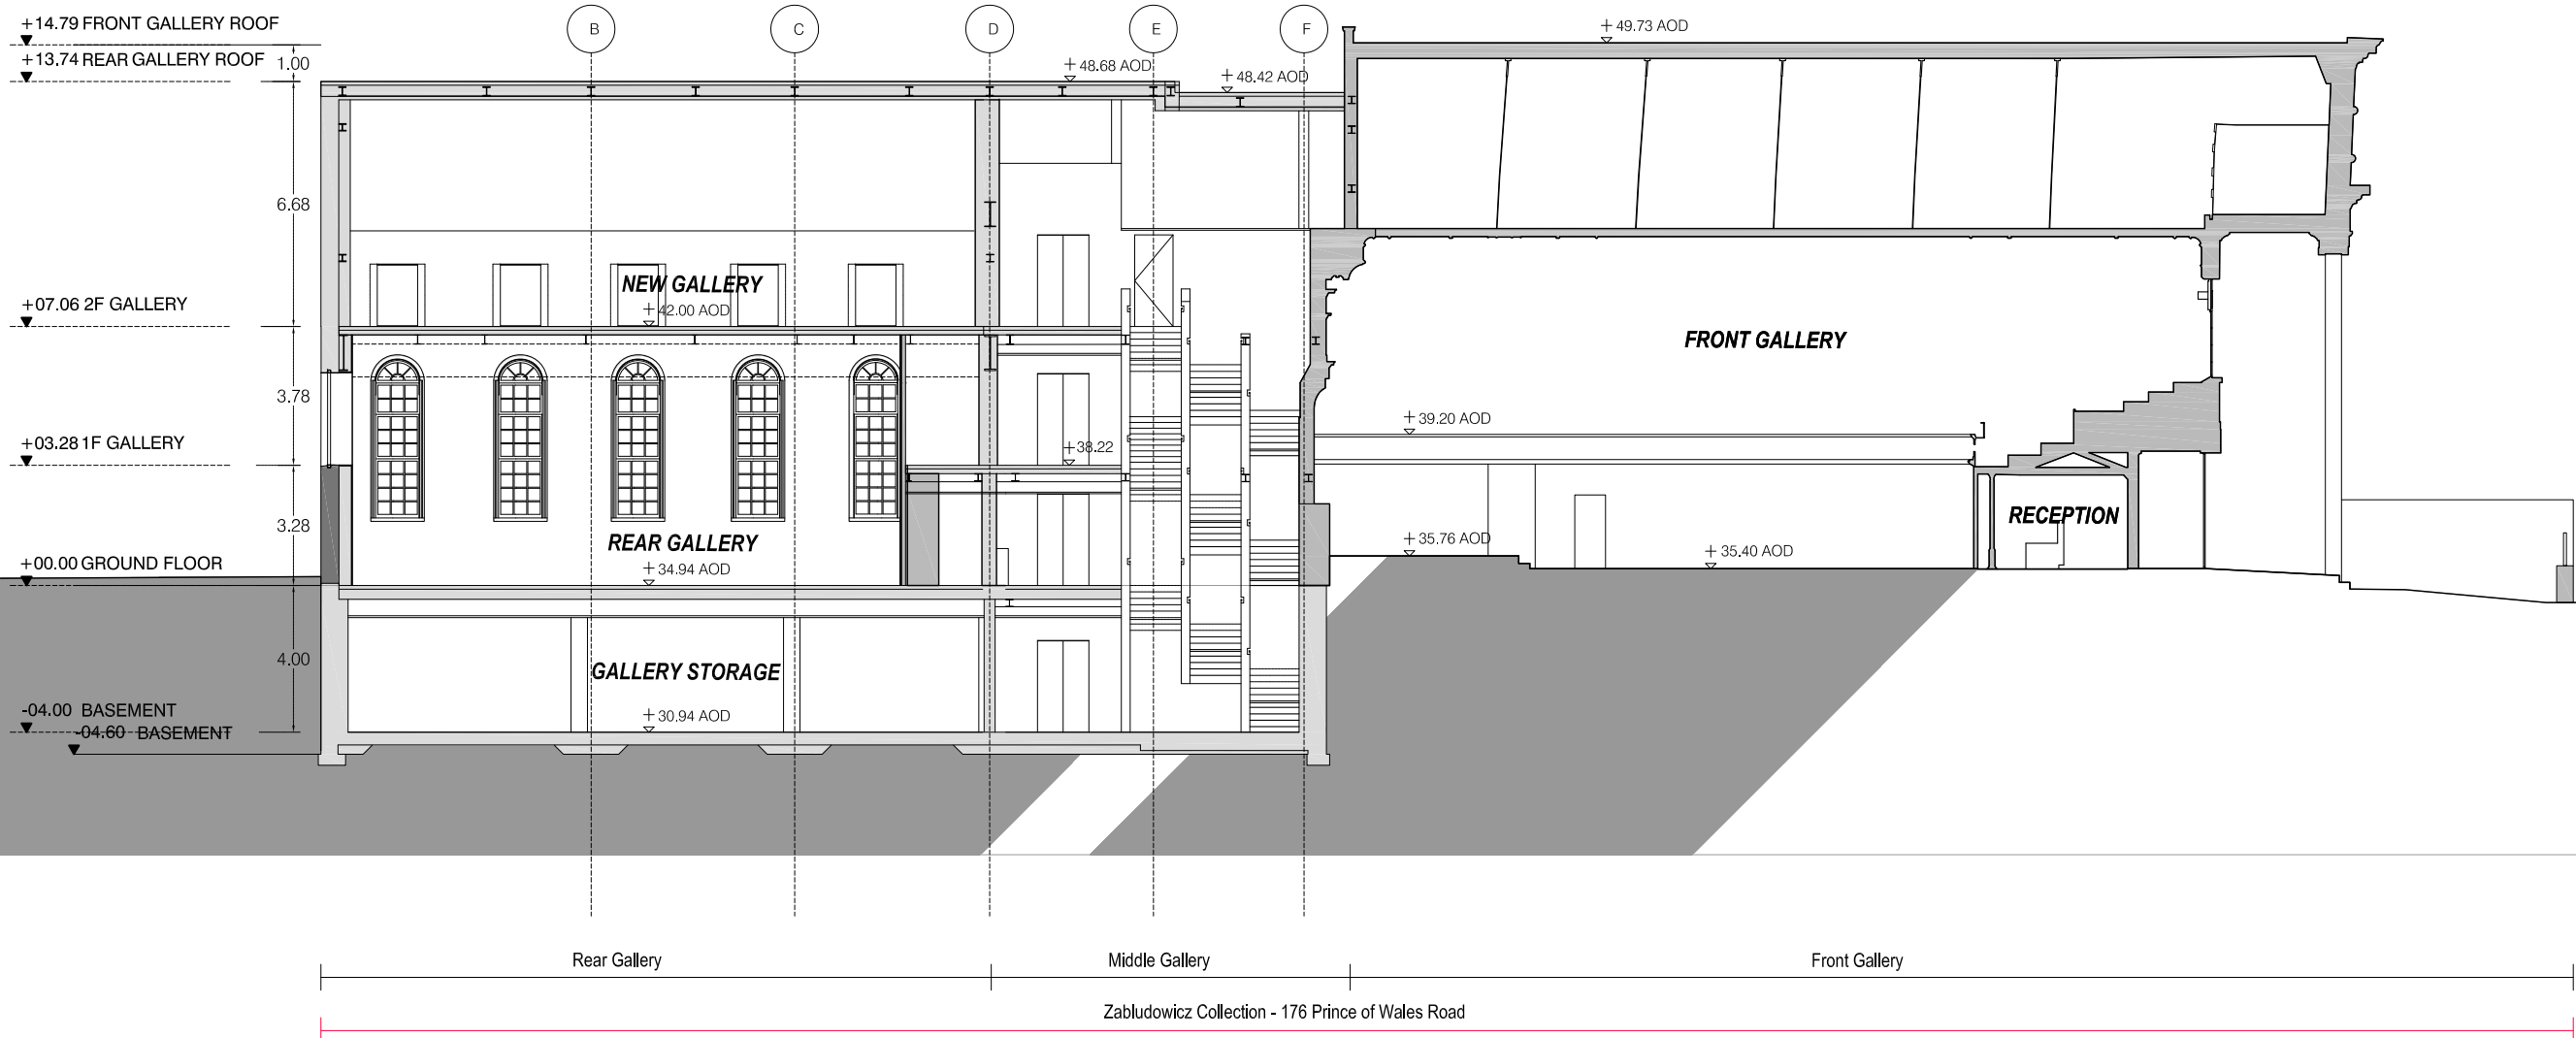 +14.79 FRONT GALLERY ROOF
B
C
D
E
F
+ 49.73 AOD
+13.74 REAR GALLERY ROOF
1.00
+ 48.68 AOD
+ 48.42 AOD
6.68
NEW GALLERY
+ 42.00 AOD
+07.06 2F GALLERY
FRONT GALLERY
3.78
+ 39.20 AOD
+03.28 1F GALLERY
+ 38.22
3.28
RECEPTION
REAR GALLERY
+ 35.76 AOD
+ 35.40 AOD
+00.00 GROUND FLOOR
+ 34.94 AOD
4.00
GALLERY STORAGE
-04.00 BASEMENT
+ 30.94 AOD
-04.60 BASEMENT
Rear Gallery
Middle Gallery
Front Gallery
Zabludowicz Collection - 176 Prince of Wales Road